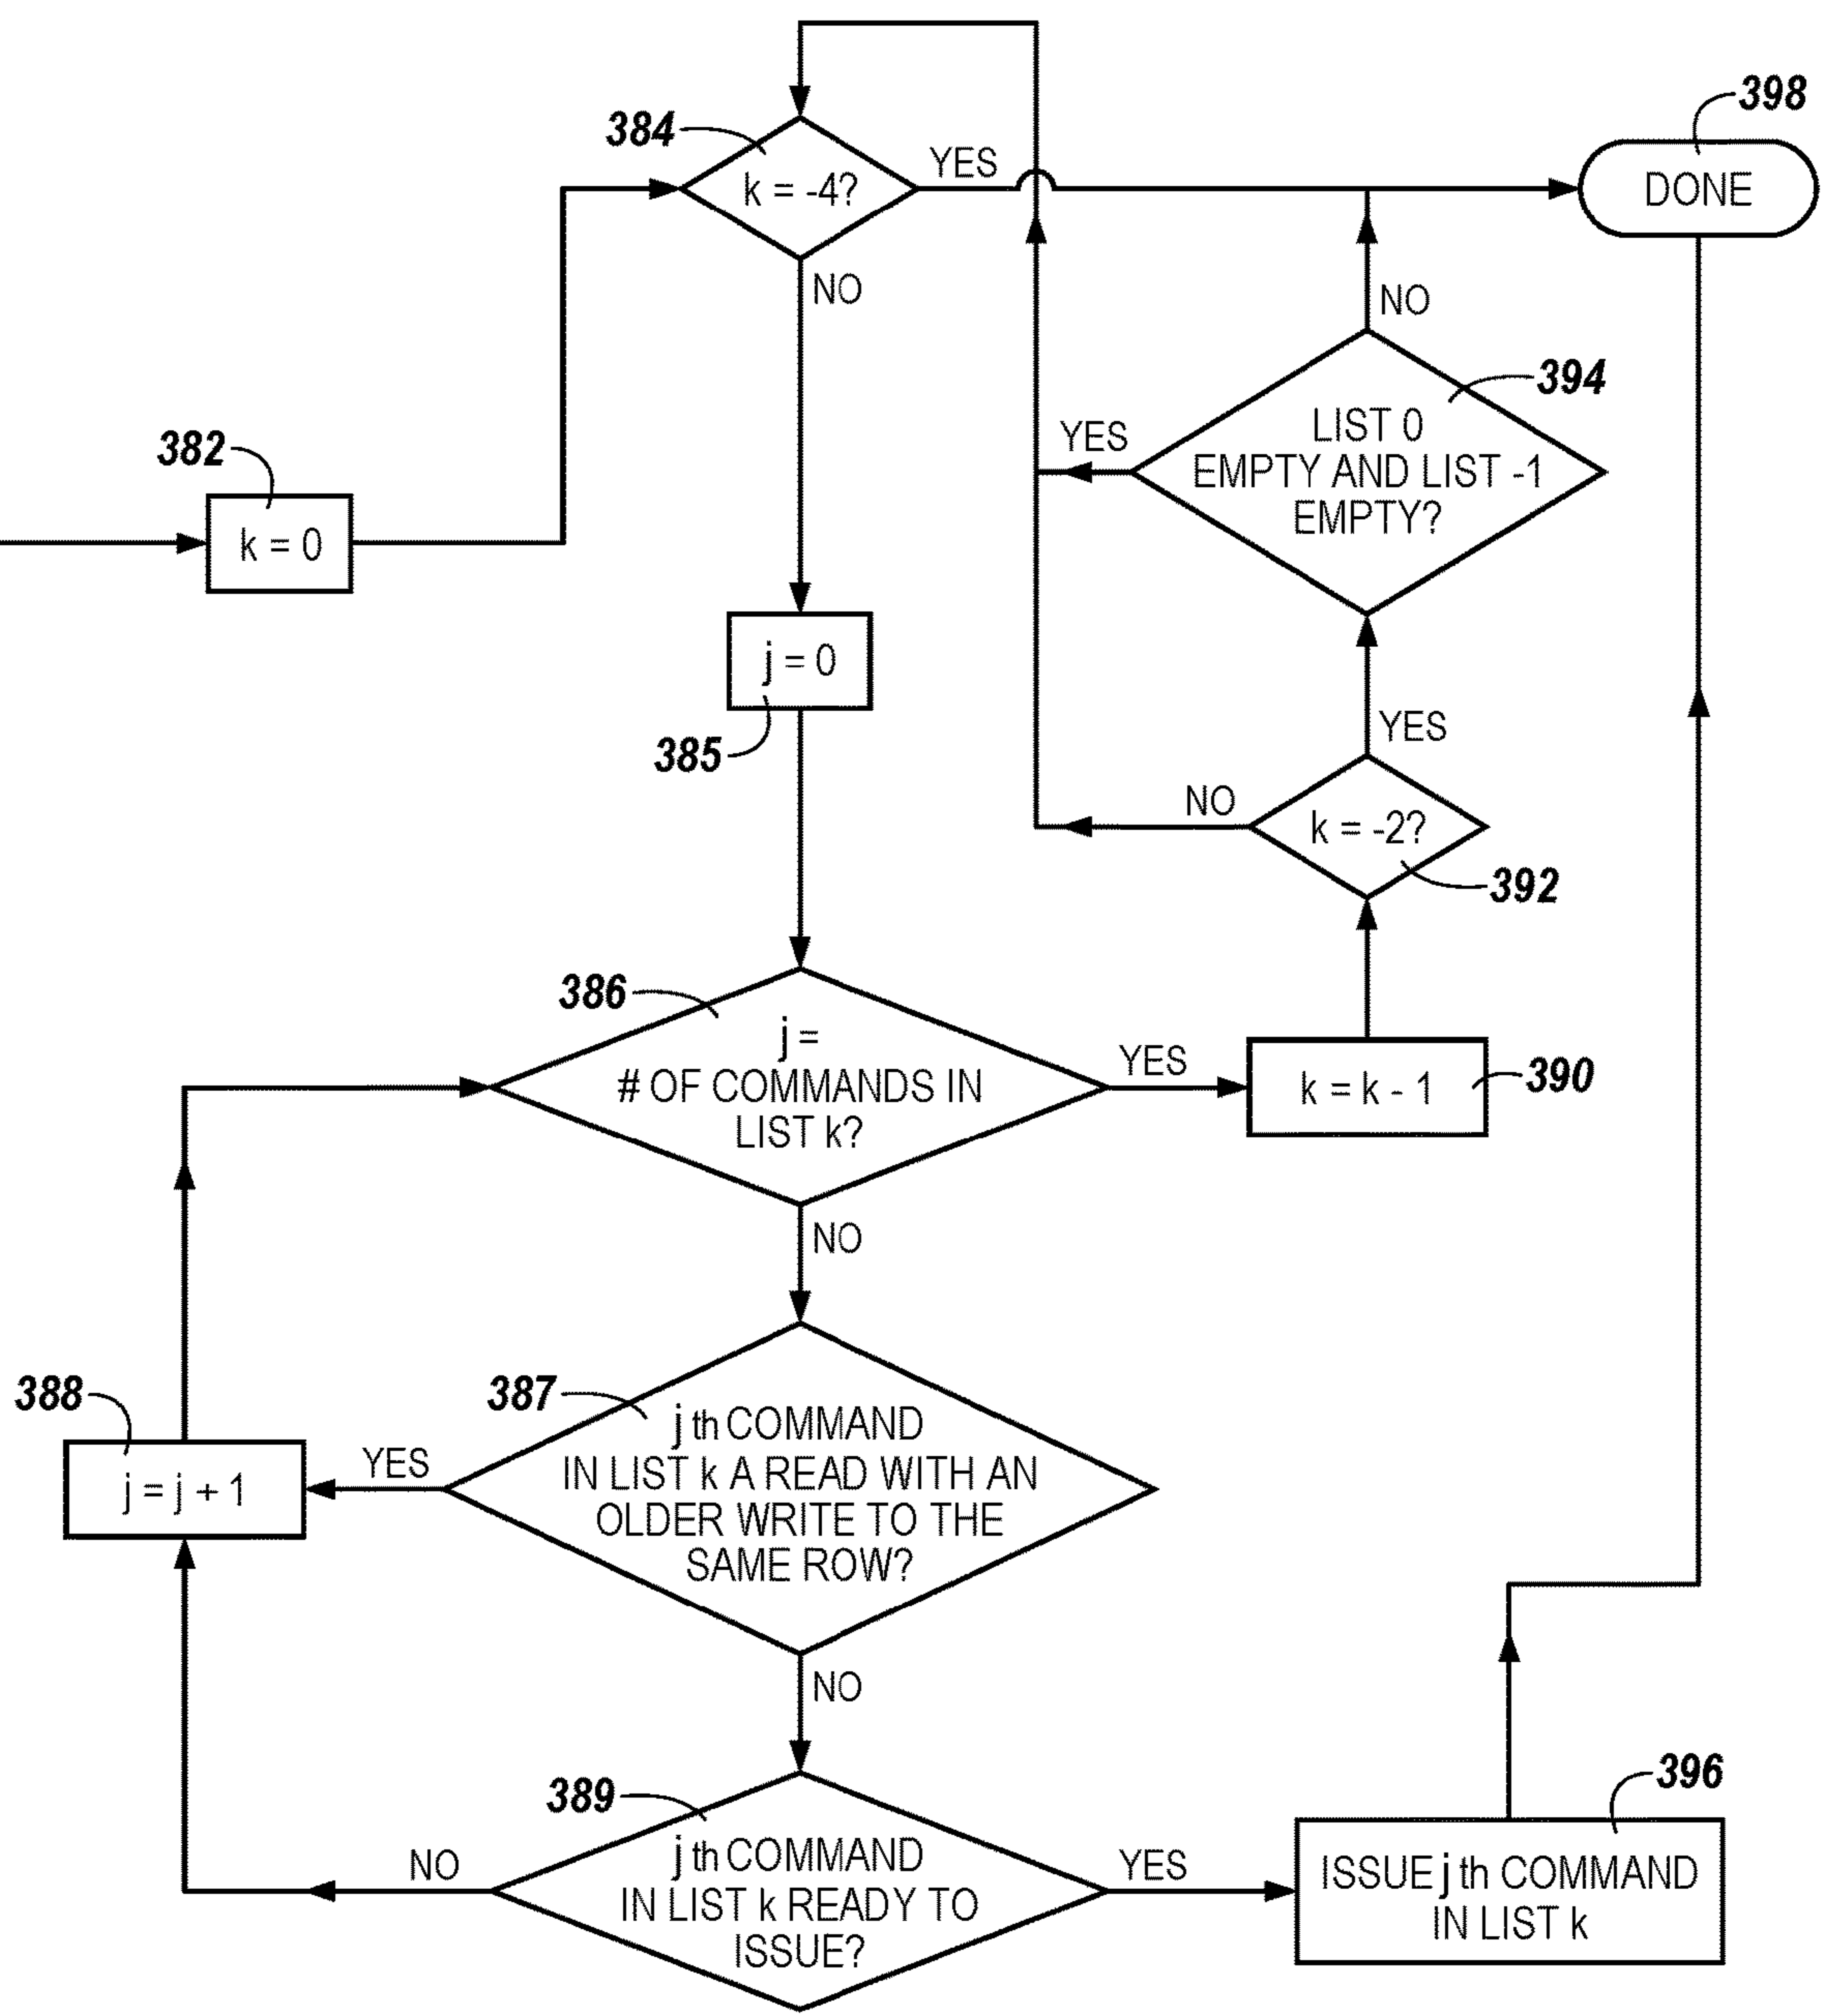 398
384
YES
k = -4?
DONE
NO
NO
394
LIST 0
YES
EMPTY AND LIST -1
EMPTY?
382
k = 0
j = 0
385
YES
NO
k = -2?
392
386
j =
# OF COMMANDS IN
LIST k?
YES
k = k - 1
390
NO
388
387
j th COMMAND
IN LIST k A READ WITH AN
OLDER WRITE TO THE
SAME ROW?
YES
j = j + 1
NO
396
389
j th COMMAND
IN LIST k READY TO
ISSUE?
NO
YES
ISSUE j th COMMAND
IN LIST k